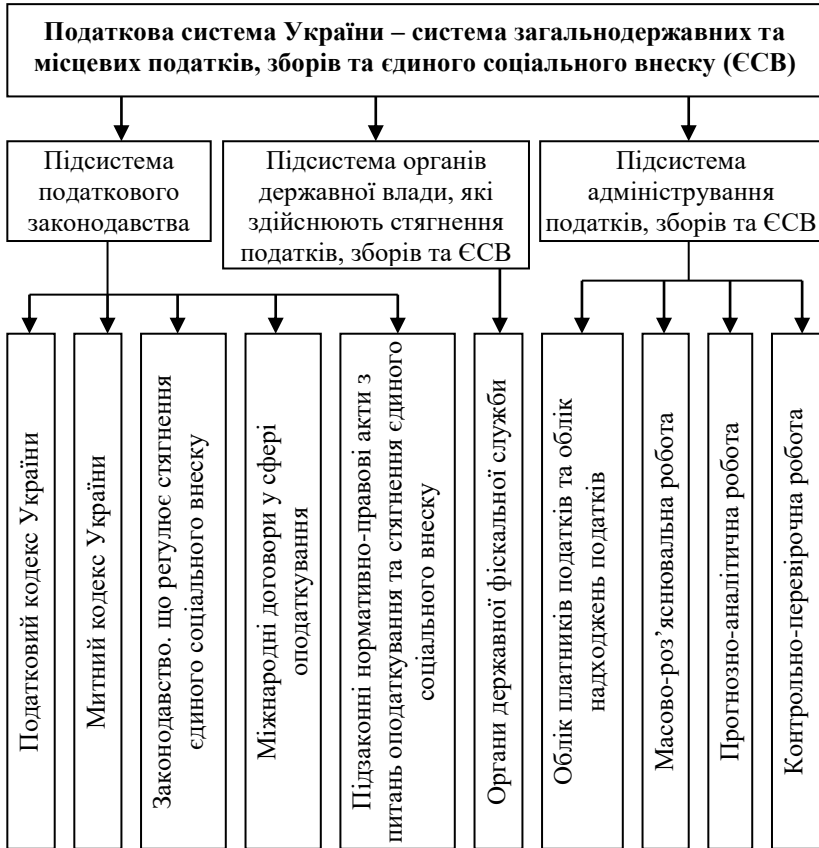 Податкова система України – система загальнодержавних та
місцевих податків, зборів та єдиного соціального внеску (ЄСВ)
Підсистема
податкового
законодавства
Підсистема органів
державної влади, які
здійснюють стягнення
податків, зборів та ЄСВ
Підсистема
адміністрування
податків, зборів та ЄСВ
Податковий кодекс України
Митний кодекс України
Законодавство. що регулює стягнення
єдиного соціального внеску
Міжнародні договори у сфері
оподаткування
Підзаконні нормативно-правові акти з
питань оподаткування та стягнення єдиного
соціального внеску
Органи державної фіскальної служби
Облік платників податків та облік
надходжень податків
Масово-роз’яснювальна робота
Прогнозно-аналітична робота
Контрольно-перевірочна робота